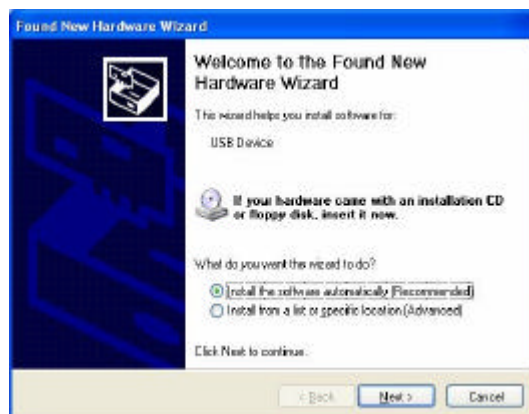 Found New Hardware Wizard
Welcome to the Found New
Hardware Wizard
This wizard helps you install software for:
USB Device
If your hardware came with an installation CD
or floppy disk, insert it now.
What do you want the wizard to do?
Install the software automatically (Recommended)
Install from a list or specific location (Advanced)
Click Next to continue.
< Back
Next >
Cancel